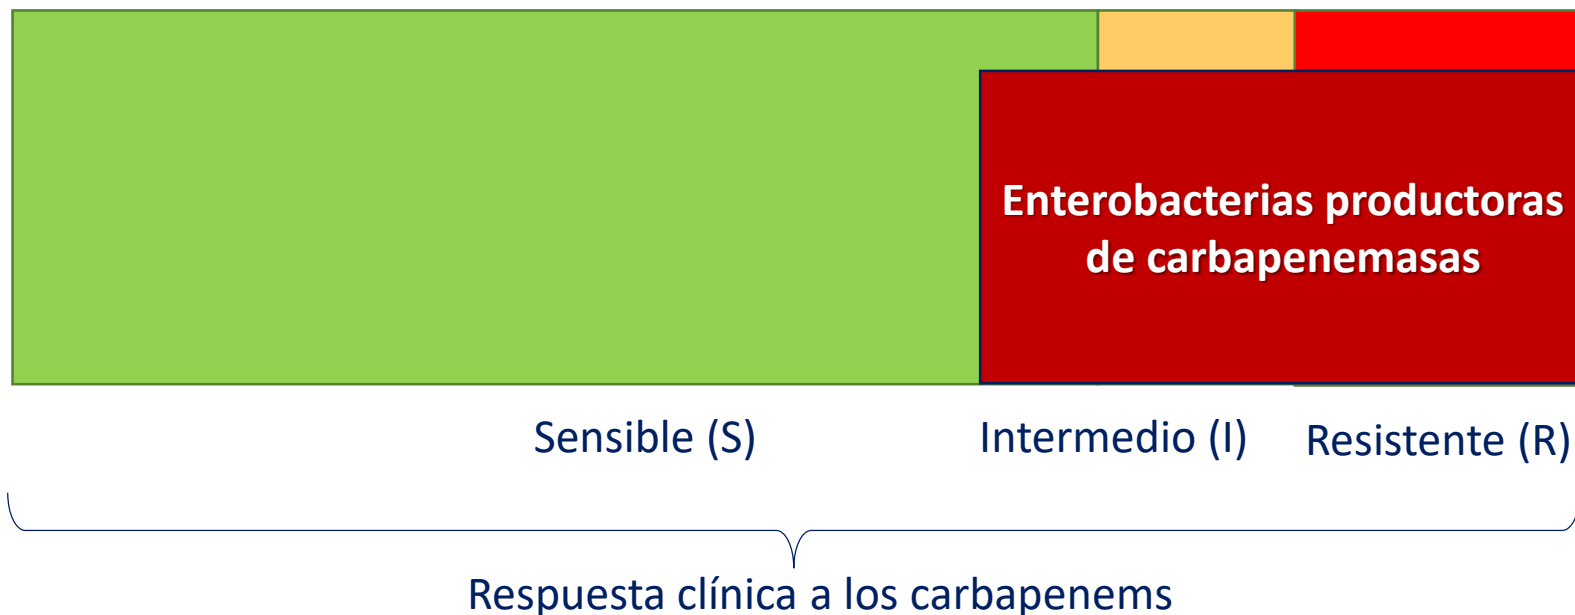 Enterobacterias productoras
de carbapenemasas
Sensible (S)
Intermedio (I)
Resistente (R)
Respuesta clínica a los carbapenems